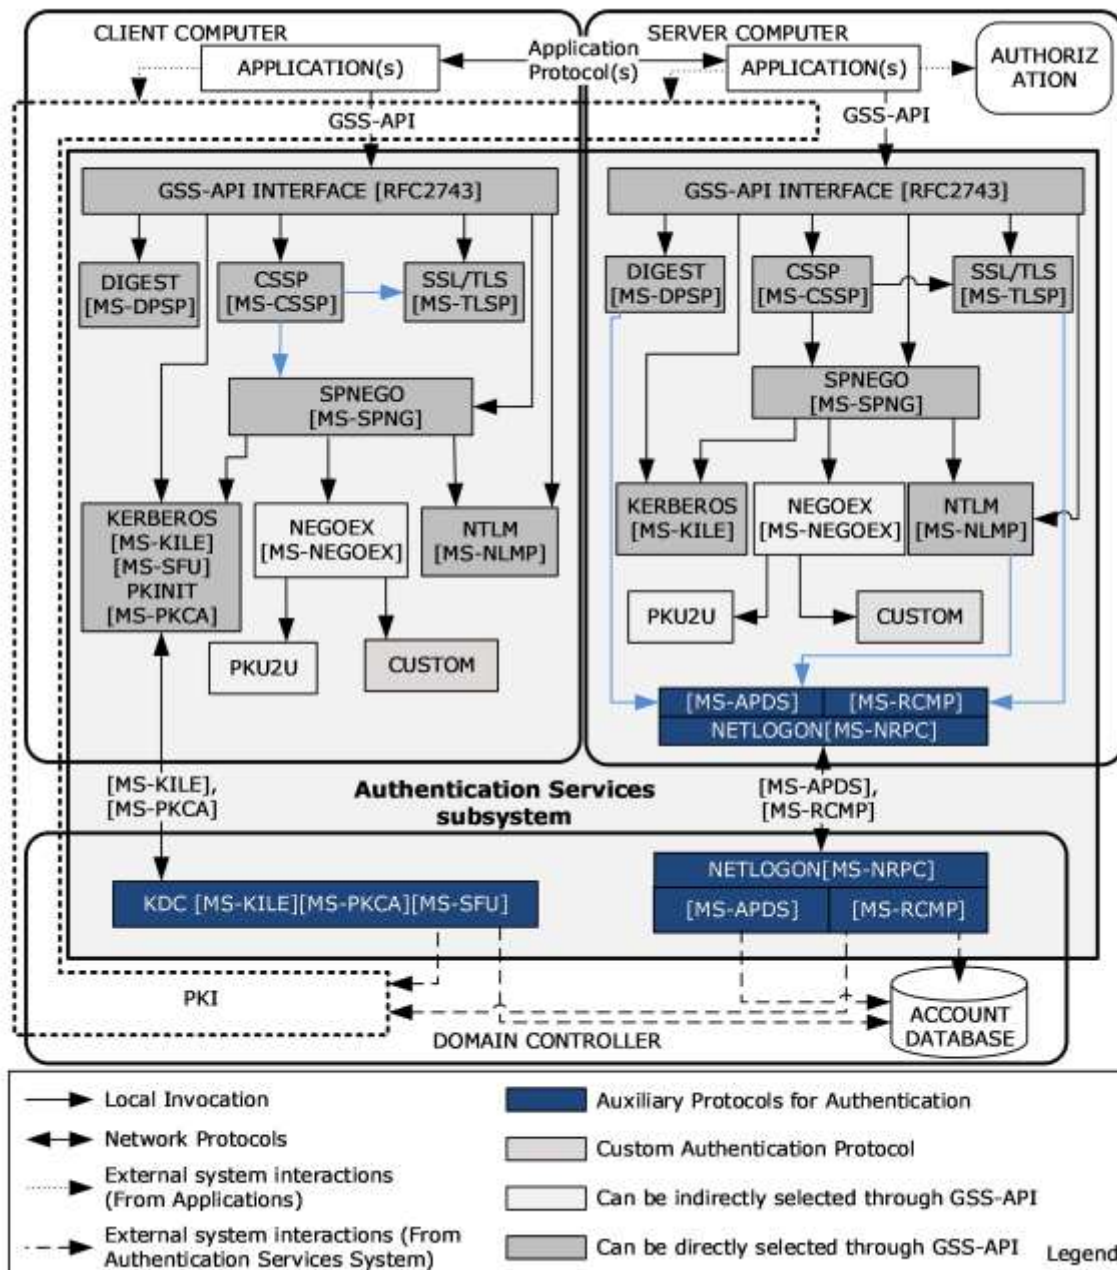 CLIENT COMPUTER
APPLICATION(s)
Application
Protocol(s)
SERVER COMPUTER
APPLICATION(s)
AUTHORIZ
ATION
GSS-API
GSS-API
GSS-API INTERFACE [RFC2743]
DIGEST
[MS-DPSP]
CSSP
[MS-CSSP]
SSL/TLS
[MS-TLSP]
SPNEGO
[MS-SPNG]
KERBEROS
[MS-KILE]
[MS-SFU]
PKINIT
[MS-PKCA]
NEGOEX
[MS-NEGOEX]
NTLM
[MS-NLMP]
PKU2U
CUSTOM
GSS-API INTERFACE [RFC2743]
DIGEST
[MS-DPSP]
CSSP
[MS-CSSP]
SSL/TLS
[MS-TLSP]
SPNEGO
[MS-SPNG]
KERBEROS
[MS-KILE]
NEGOEX
[MS-NEGOEX]
NTLM
[MS-NLMP]
PKU2U
CUSTOM
[MS-APDS]
[MS-RCMP]
NETLOGON[MS-NRPC]
[MS-KILE],
[MS-PKCA]
Authentication Services
subsystem
[MS-APDS],
[MS-RCMP]
KDC [MS-KILE][MS-PKCA][MS-SFU]
NETLOGON[MS-NRPC]
[MS-APDS]
[MS-RCMP]
PKI
DOMAIN CONTROLLER
ACCOUNT
DATABASE
Local Invocation
Network Protocols
External system interactions
(From Applications)
External system interactions (From
Authentication Services System)
Auxiliary Protocols for Authentication
Custom Authentication Protocol
Can be indirectly selected through GSS-API
Can be directly selected through GSS-API
Legend